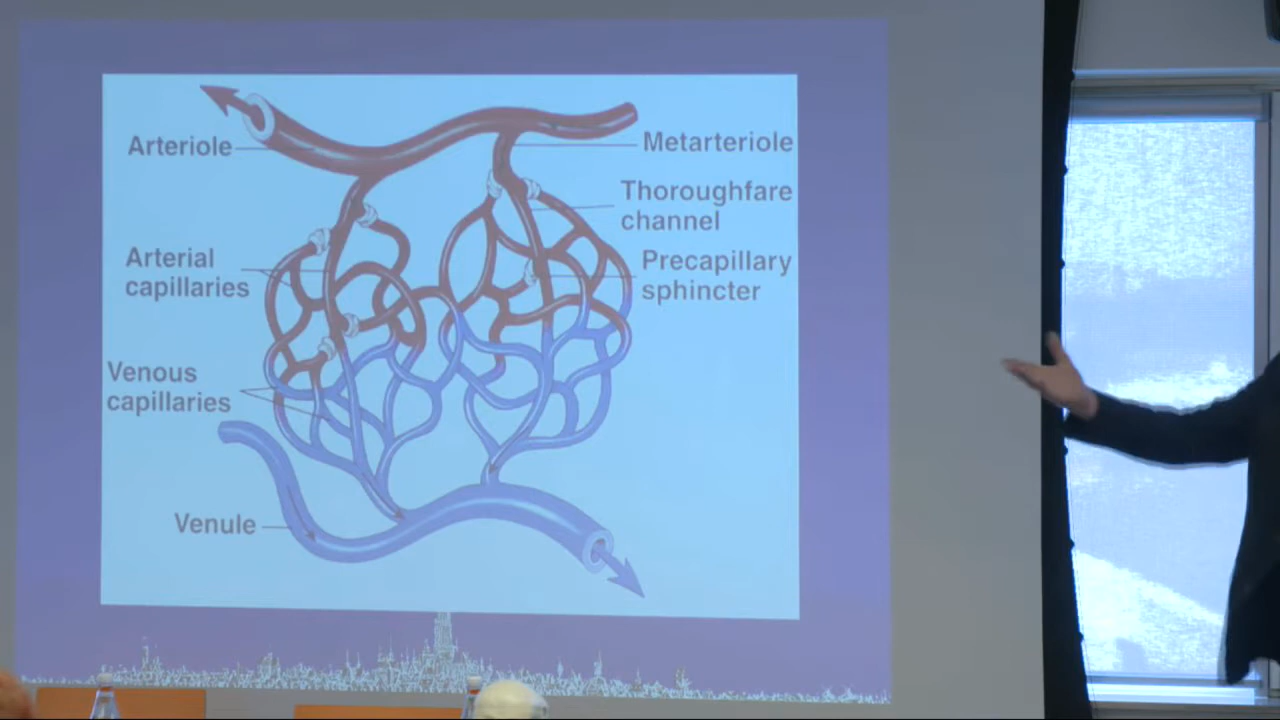 Arteriole
Metarteriole
Thoroughfare
channel
Arterial
capillaries
Precapillary
sphincter
Venous
capillaries
Venule